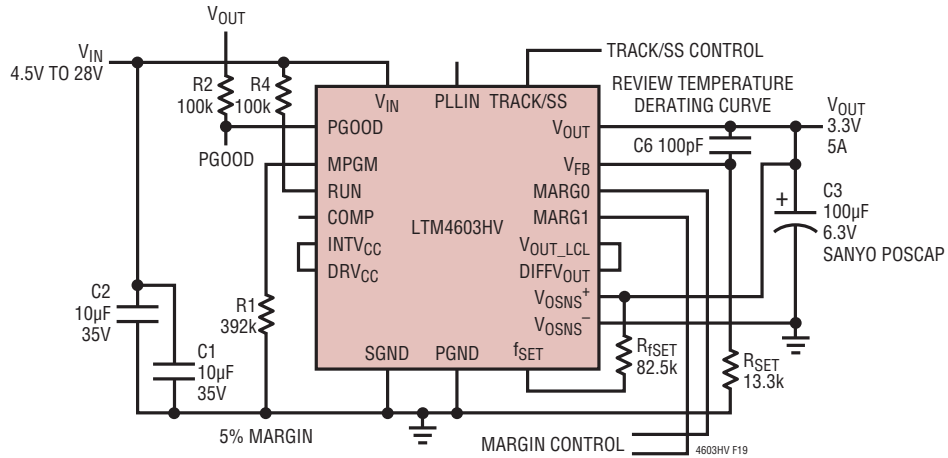 VOUT
VIN
4.5V TO 28V
R2
100k
R4
100k
PGOOD
TRACK/SS CONTROL
REVIEW TEMPERATURE
DERATING CURVE
VOUT
3.3V
5A
VIN
PLLIN
TRACK/SS
PGOOD
MPGM
RUN
COMP
INTVCC
DRVCC
LTM4603HV
VOUT
VFB
MARG0
MARG1
VOUT_LCL
DIFFVOUT
VOSNS+
VOSNS–
SGND
PGND
fSET
C6 100pF
+
C3
100µF
6.3V
SANYO POSCAP
C2
10µF
35V
C1
10µF
35V
R1
392k
RfSET
82.5k
RSET
13.3k
5% MARGIN
MARGIN CONTROL
4603HV F19